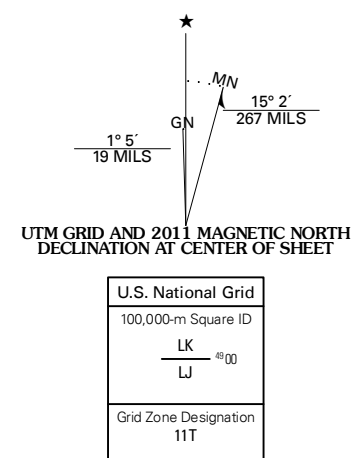 ★
MN
15° 2´
267 MILS
GN
1° 5´
19 MILS
UTM GRID AND 2011 MAGNETIC NORTH
DECLINATION AT CENTER OF SHEET
U.S. National Grid
100,000-m Square ID
LK
4900
LJ
Grid Zone Designation
11T